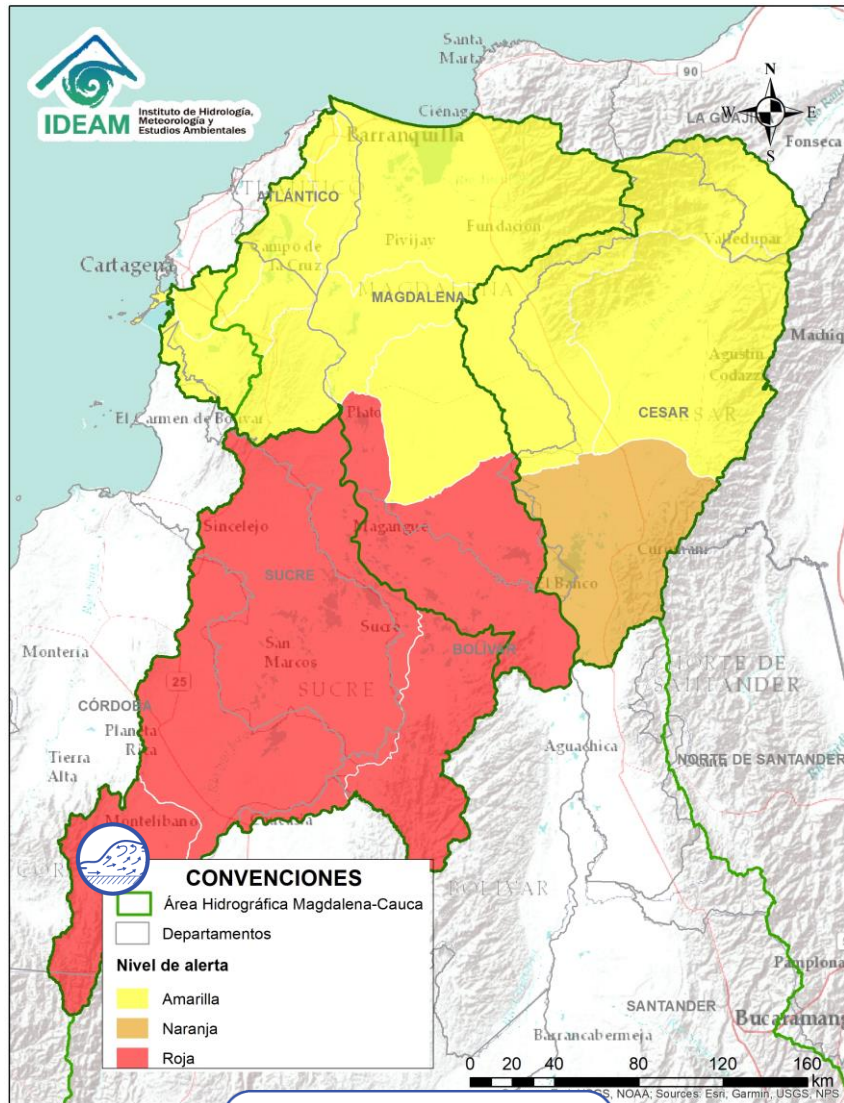 IDEAM
Instituto de Hidrología,
Meteorología y
Estudios Ambientales
Santa
Marta
90
N
W
E
S
Ciénaga
LA GUAJIRA
Fonseca
Barranquilla
ATLÁNTICO
Fundación
Valledupar
Campo de
la Cruz
Pivijay
Cartagena
MAGDALENA
MAGDALENA
Agustín
Codazzi
CESAR
El Carmen de Bolívar
Plato
Sincelejo
Magangue
El Banco
SUCRE
Sucre
San
Marcos
SUCRE
BOLÍVAR
Montería
25
CÓRDOBA
Planeta
Rica
Tierra
Alta
NORTE DE
SANTANDER
NORTE DE SANTANDER
Aguachica
Montelíbano
BOLÍVAR
CONVENCIONES
Área Hidrográfica Magdalena-Cauca
Departamentos
Nivel de alerta
Amarilla
Naranja
Roja
Pamplona
SANTANDER
Bucaramang
Barrancabermeja
0 20 40 80 120 160
km
NOAA; Sources: Esri, Garmin, USGS, NPS